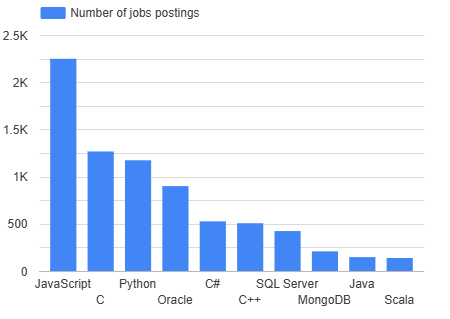 Number of jobs postings
2.5K
2K
1.5K
1K
500
0
JavaScript Python C# SQL Server Java
C Oracle C++ MongoDB Scala